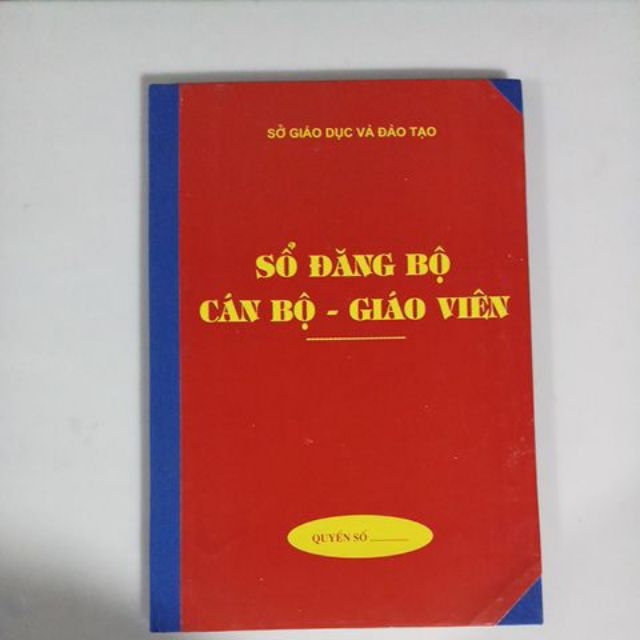 SỞ GIÁO DỤC VÀ ĐÀO TẠO
SỔ ĐĂNG BỘ
CÁN BỘ - GIÁO VIÊN
QUYỂN SỐ ..............